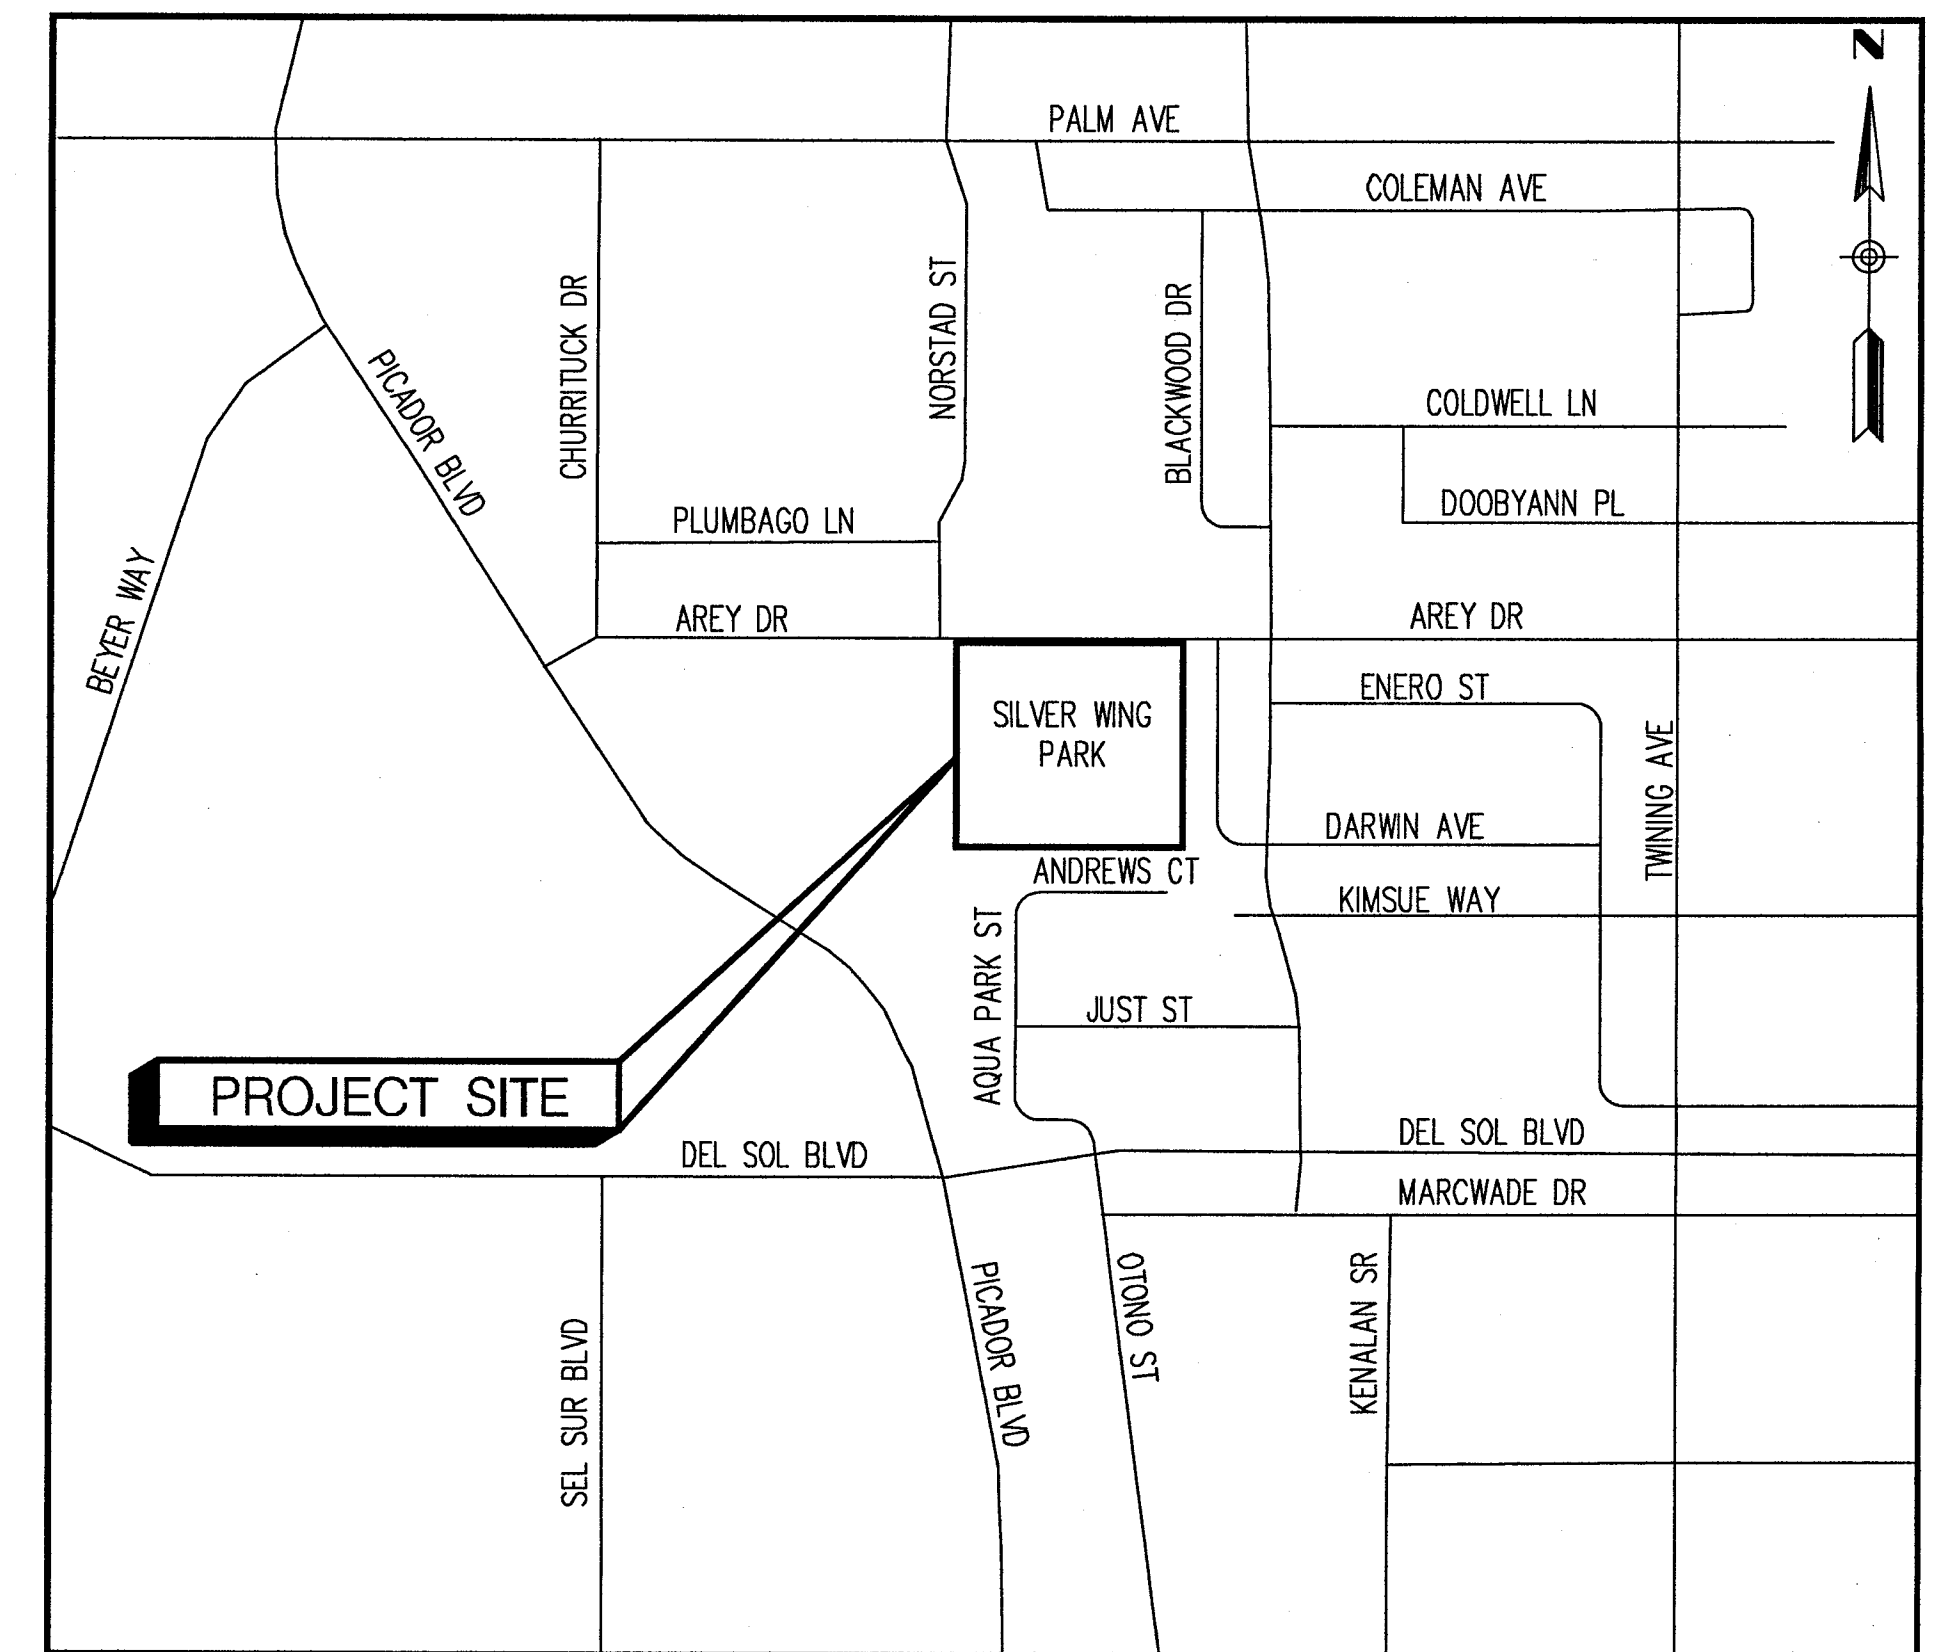 N
PALM AVE
COLEMAN AVE
CHURRITUCK DR
NORSTAD ST
BLACKWOOD DR
PICADOR BLVD
COLDWELL LN
DOOBYANN PL
PLUMBAGO LN
BEYER WAY
AREY DR
AREY DR
SILVER WING
PARK
ENERO ST
TWINING AVE
DARWIN AVE
ANDREWS CT
KIMSUE WAY
AQUA PARK ST
JUST ST
PROJECT SITE
DEL SOL BLVD
DEL SOL BLVD
MARCWADE DR
PICADOR BLVD
OTONO ST
KENALAN SR
SEL SUR BLVD